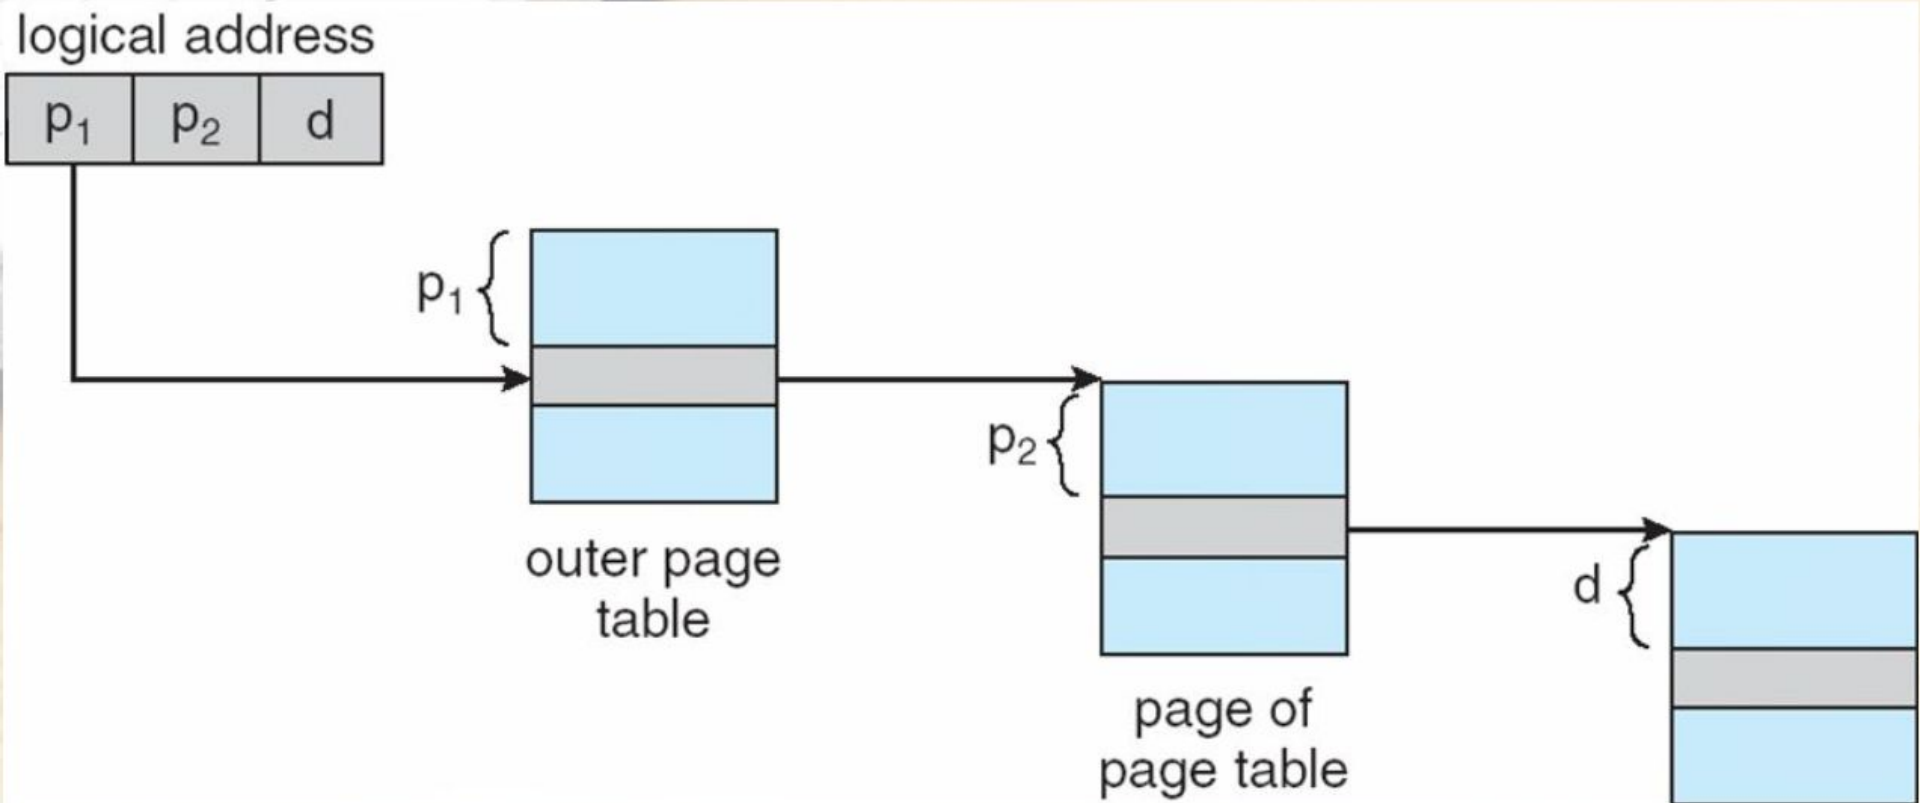 logical address
p₁ p₂ d
p₁
outer page
table
p₂
page of
page table
d